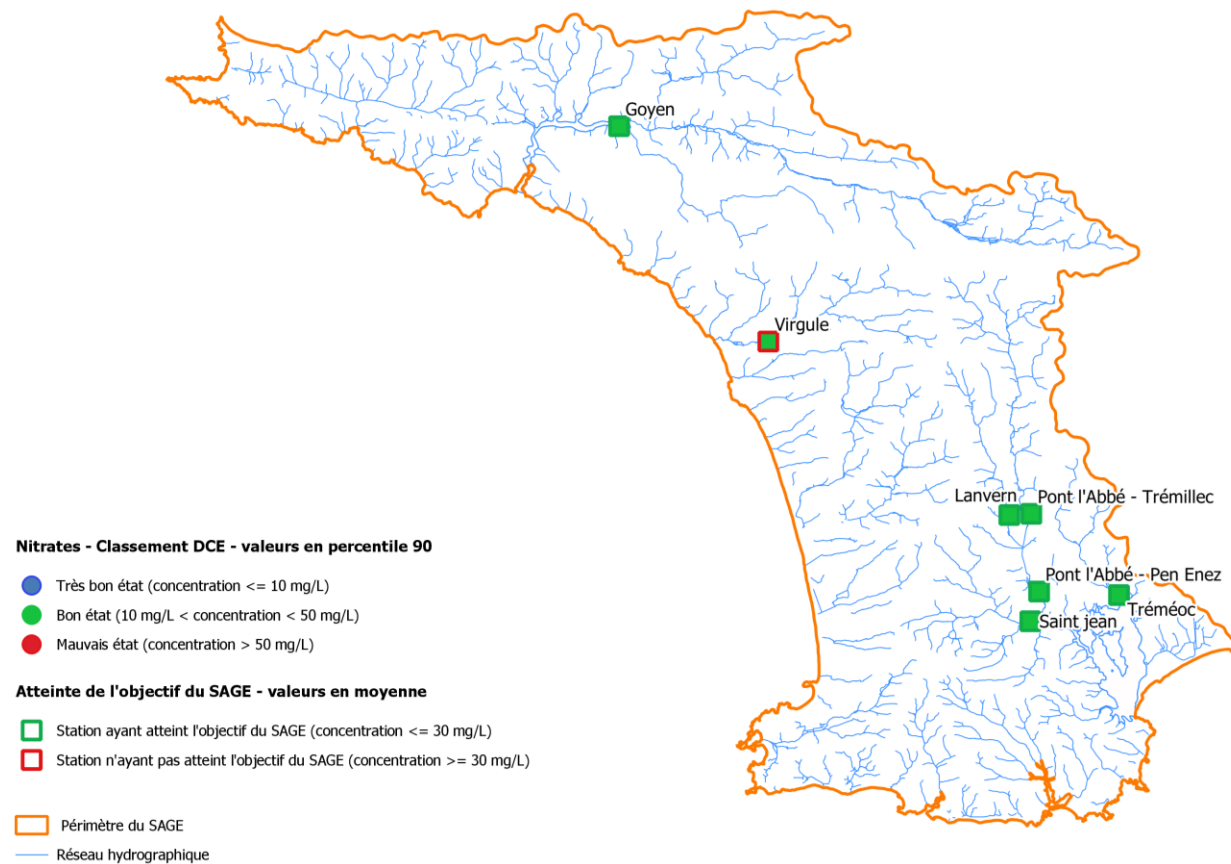 Goyen
Virgule
Lanvern
Pont l'Abbé - Trémillec
Pont l'Abbé - Pen Enez
Tréméoc
Saint jean
Nitrates - Classement DCE - valeurs en percentile 90
Très bon état (concentration <= 10 mg/L)
Bon état (10 mg/L < concentration < 50 mg/L)
Mauvais état (concentration > 50 mg/L)
Atteinte de l'objectif du SAGE - valeurs en moyenne
Station ayant atteint l'objectif du SAGE (concentration <= 30 mg/L)
Station n'ayant pas atteint l'objectif du SAGE (concentration >= 30 mg/L)
Périmètre du SAGE
Réseau hydrographique